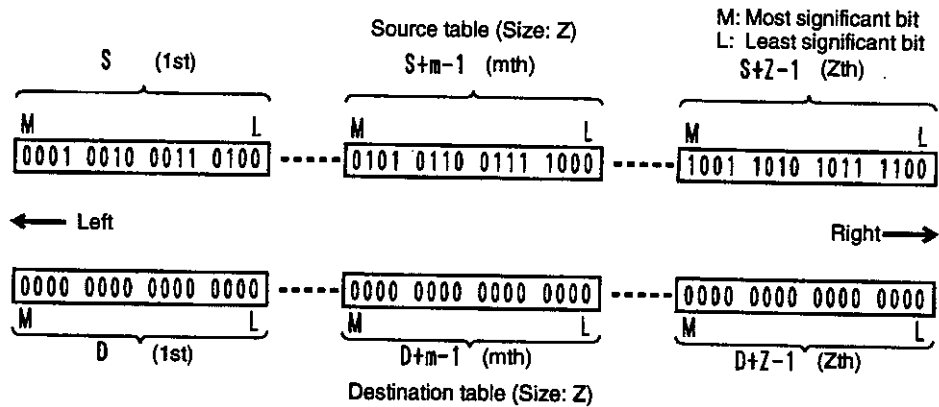 Source table (Size: Z)
M: Most significant bit
L: Least significant bit
S (1st) S+m-1 (mth) S+Z-1 (Zth)
M L M L M L
0001 0010 0011 0100 0101 0110 0111 1000 1001 1010 1011 1100
Left Right
0000 0000 0000 0000 0000 0000 0000 0000 0000 0000 0000 0000
M L M L M L
D (1st) D+m-1 (mth) D+Z-1 (Zth)
Destination table (Size: Z)